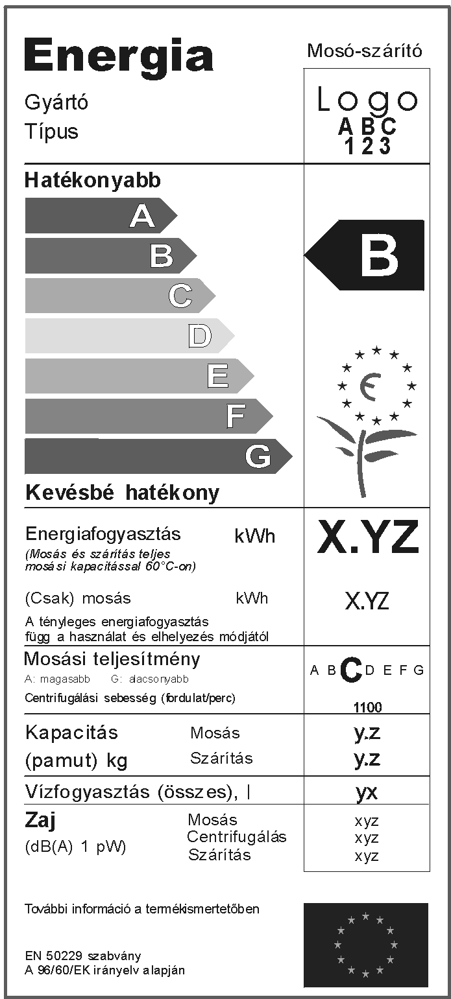 Energia
Mosó-szárító
Gyártó
Típus
Logo
A B C
1 2 3
Hatékonyabb
A
B
C
D
E
F
G
B
Kevésbé hatékony
Energiafogyasztás kWh X.YZ
(Mosás és szárítás teljes
mosási kapacitással 60°C-on)
(Csak) mosás kWh X.YZ
A tényleges energiafogyasztás
függ a használat és elhelyezés módjától
Mosási teljesítmény A B C D E F G
A: magasabb G: alacsonyabb
Centrifugálási sebesség (fordulat/perc) 1100
Kapacitás Mosás y.z
(pamut) kg Szárítás y.z
Vízfogyasztás (összes), l yx
Zaj Mosás xyz
Centrifugálás xyz
(dB(A) 1 pW) Szárítás xyz
További információ a termékismertetőben
EN 50229 szabvány
A 96/60/EK irányelv alapján